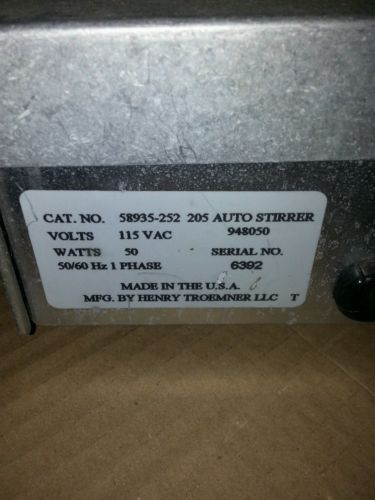 CAT. NO. 58935-252 205 AUTO STIRRER
VOLTS 115 VAC 948050
WATTS 50 SERIAL NO.
50/60 Hz 1 PHASE 6392
MADE IN THE U.S.A.
MFG. BY HENRY TROEMNER LLC T